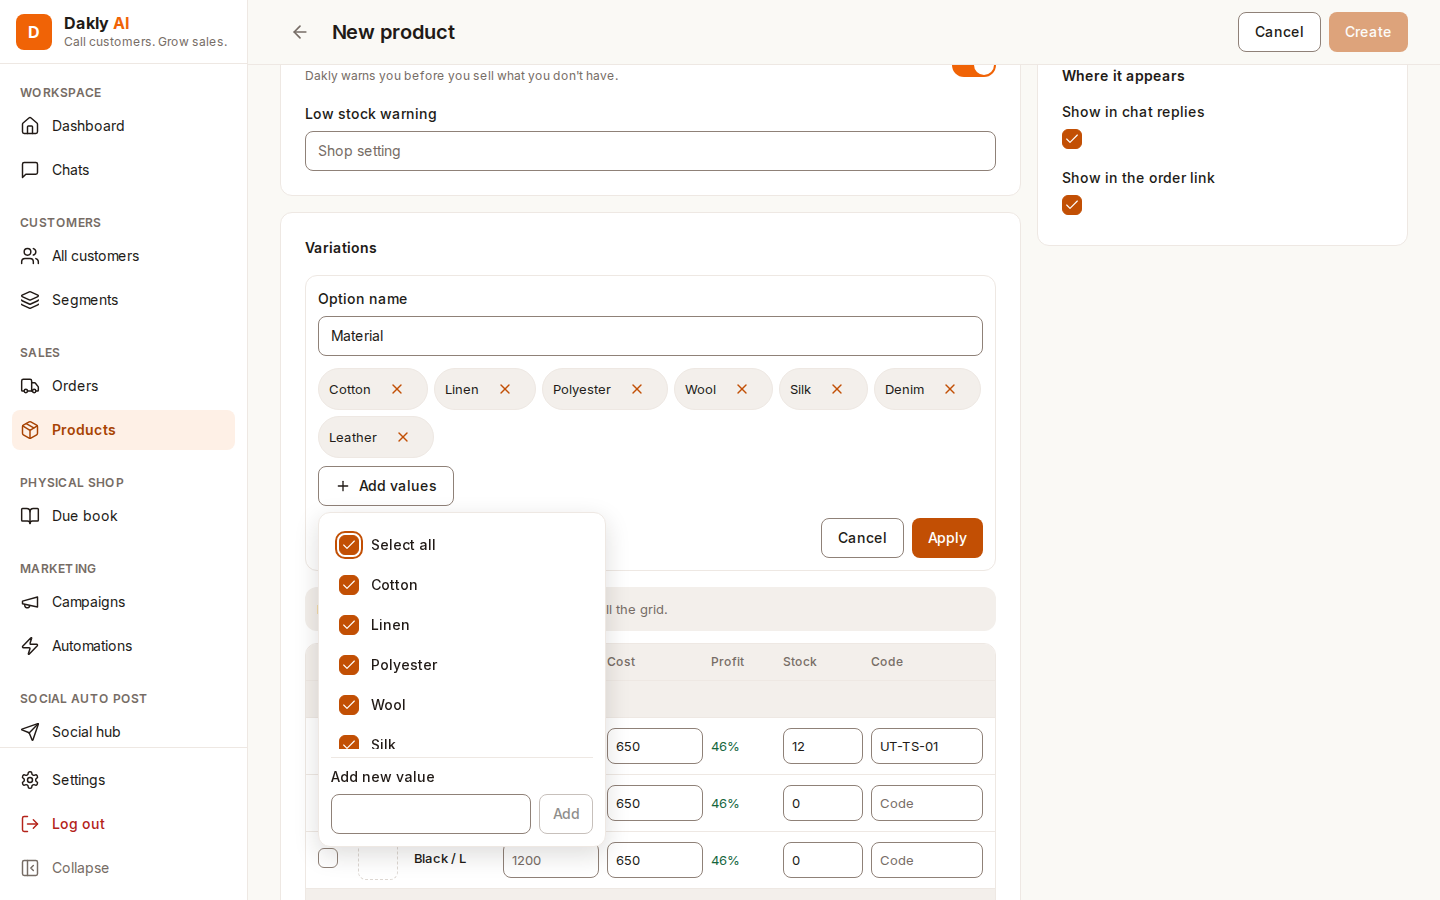 D
Dakly AI
Call customers. Grow sales.
WORKSPACE
Dashboard
Chats
CUSTOMERS
All customers
Segments
SALES
Orders
Products
PHYSICAL SHOP
Due book
MARKETING
Campaigns
Automations
SOCIAL AUTO POST
Social hub
Settings
Log out
Collapse
New product
Cancel
Create
Dakly warns you before you sell what you don't have.
Low stock warning
Shop setting
Variations
Option name
Material
Cotton
Linen
Polyester
Wool
Silk
Denim
Leather
Add values
Select all
Cotton
Linen
Polyester
Wool
Silk
Add new value
Add
Cancel
Apply
the grid.
Cost Profit Stock Code
650 46% 12 UT-TS-01
650 46% 0 Code
Black / L 1200 650 46% 0 Code
Where it appears
Show in chat replies
Show in the order link